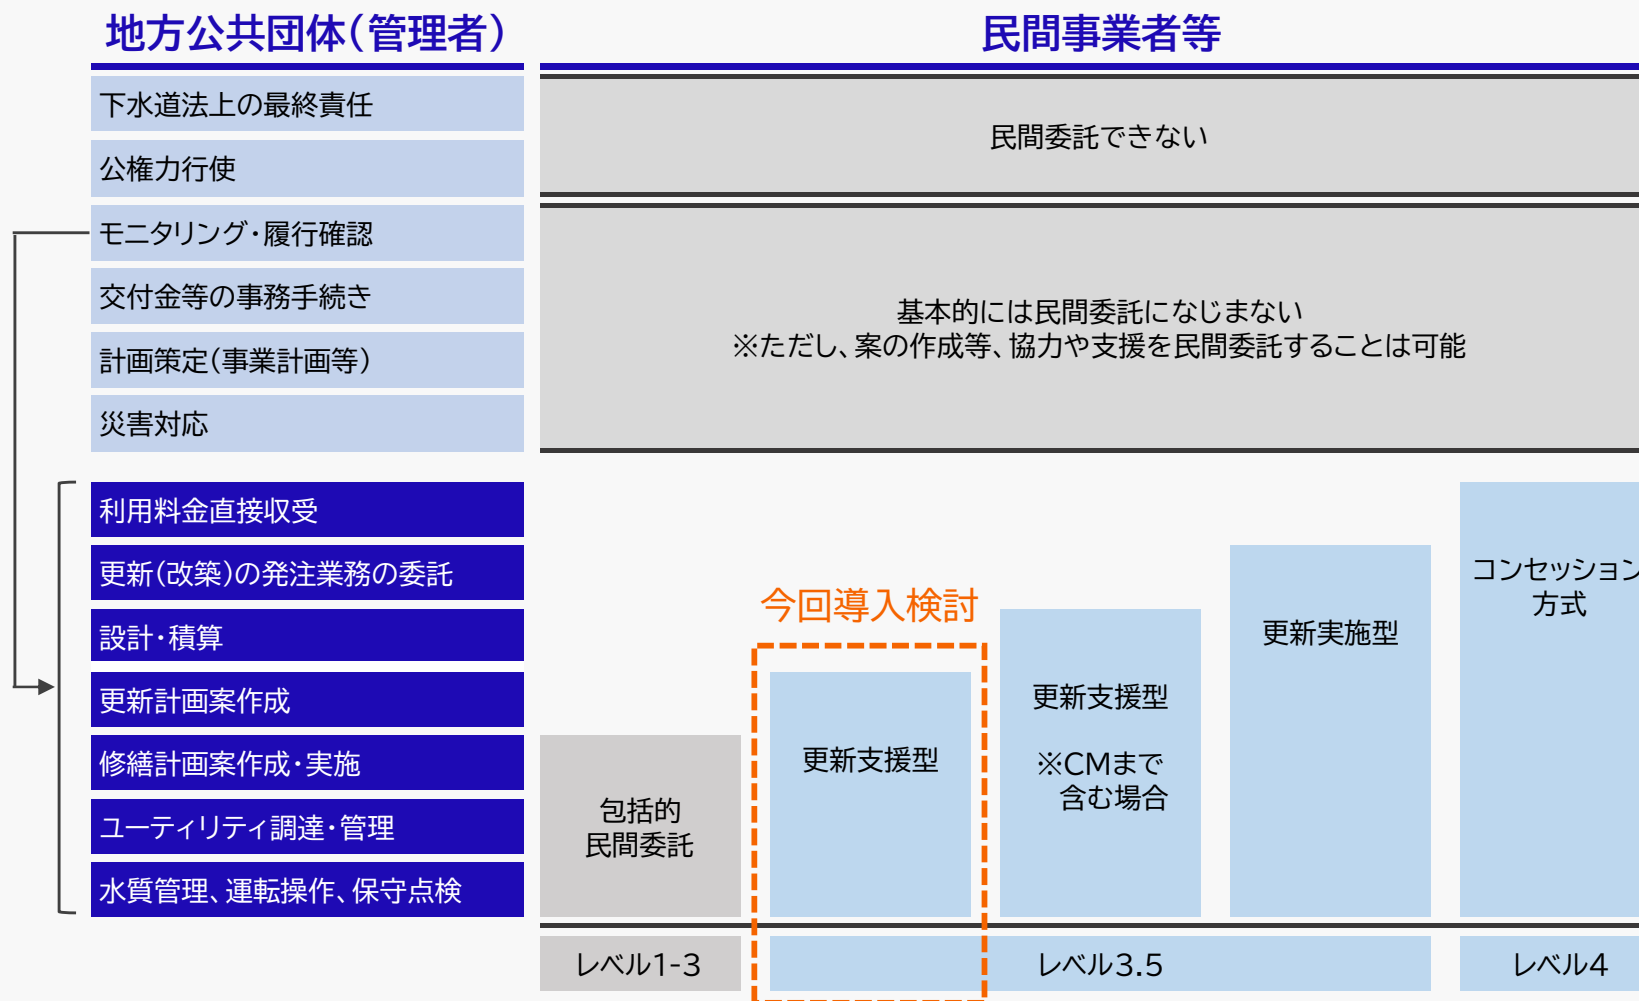 地方公共団体(管理者)
民間事業者等
下水道法上の最終責任
公権力行使
モニタリング・履行確認
交付金等の事務手続き
計画策定(事業計画等)
災害対応
民間委託できない
基本的には民間委託になじまない
※ただし、案の作成等、協力や支援を民間委託することは可能
利用料金直接収受
更新(改築)の発注業務の委託
設計・積算
更新計画案作成
修繕計画案作成・実施
ユーティリティ調達・管理
水質管理、運転操作、保守点検
包括的
民間委託
今回導入検討
更新支援型
更新支援型
※CMまで
含む場合
更新実施型
コンセッション
方式
レベル1-3
レベル3.5
レベル4